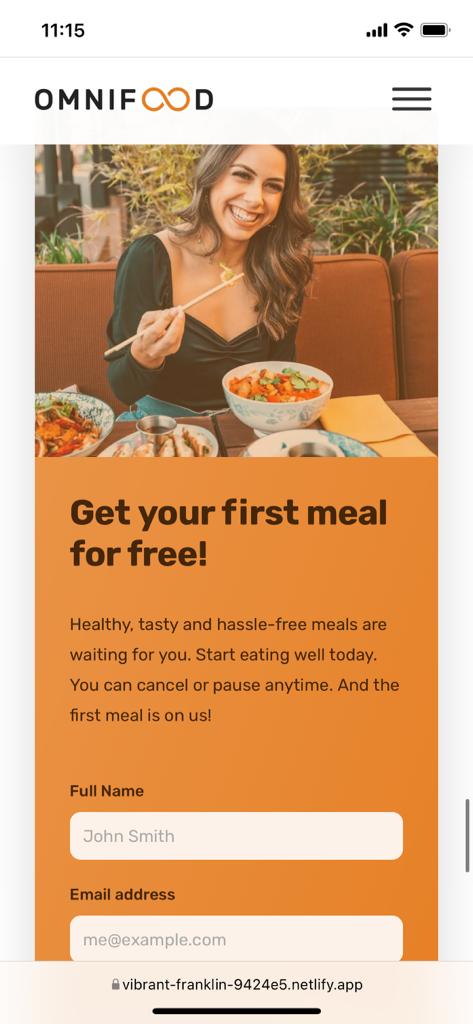 11:15
OMNIFOOD
Get your first meal
for free!
Healthy, tasty and hassle-free meals are
waiting for you. Start eating well today.
You can cancel or pause anytime. And the
first meal is on us!
Full Name
John Smith
Email address
me@example.com
vibrant-franklin-9424e5.netlify.app